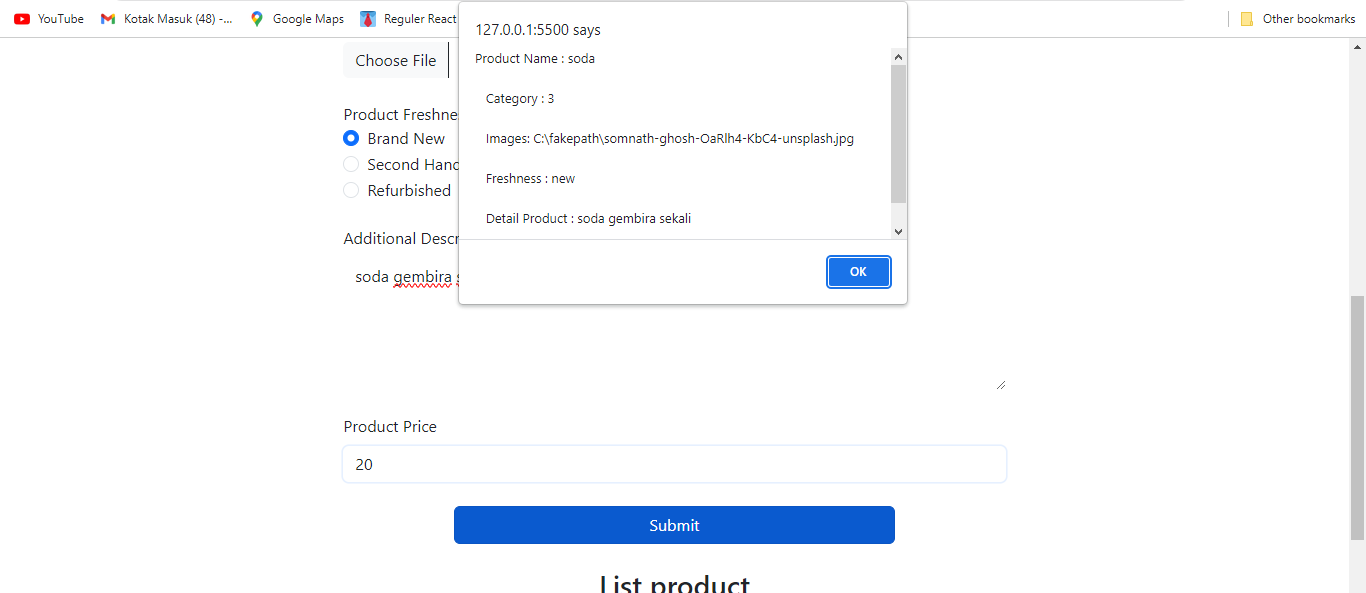 YouTube
Kotak Masuk (48) -...
Google Maps
Reguler React
Other bookmarks
127.0.0.1:5500 says
Product Name : soda
Category : 3
Images: C:\fakepath\somnath-ghosh-OaRlh4-KbC4-unsplash.jpg
Freshness : new
Detail Product : soda gembira sekali
OK
Choose File
Product Freshne
Brand New
Second Hand
Refurbished
Additional Descr
soda gembira s
Product Price
20
Submit
List product